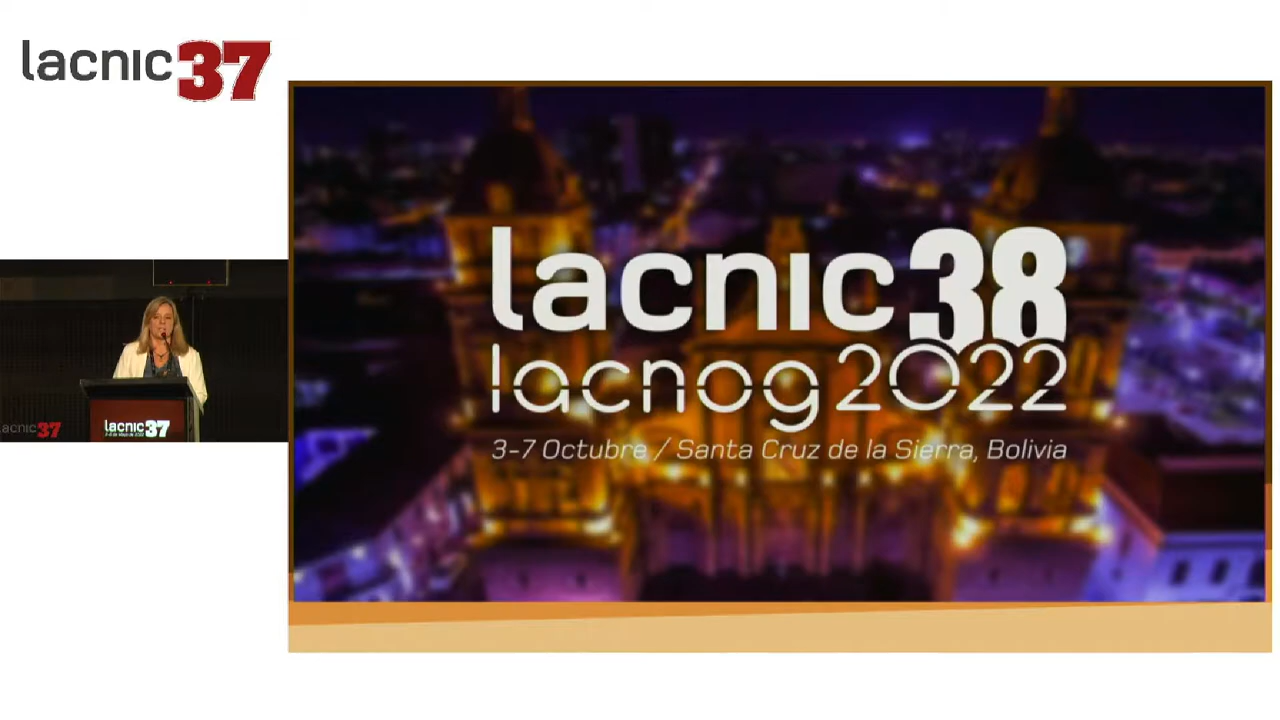 lacnic37
lacnic38
lacnog2022
3-7 Octubre / Santa Cruz de la Sierra, Bolivia
lacnic37
lacnic37